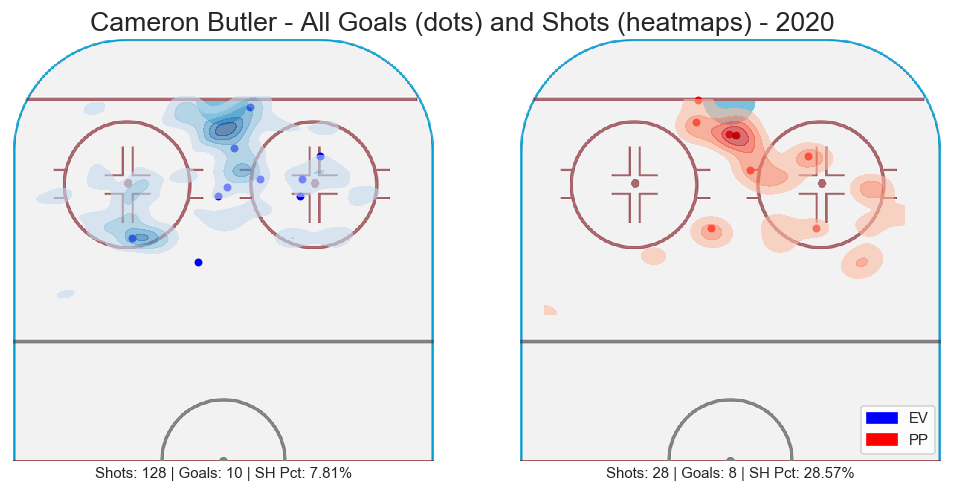 Cameron Butler - All Goals (dots) and Shots (heatmaps) - 2020
EV
PP
Shots: 128 | Goals: 10 | SH Pct: 7.81%
Shots: 28 | Goals: 8 | SH Pct: 28.57%